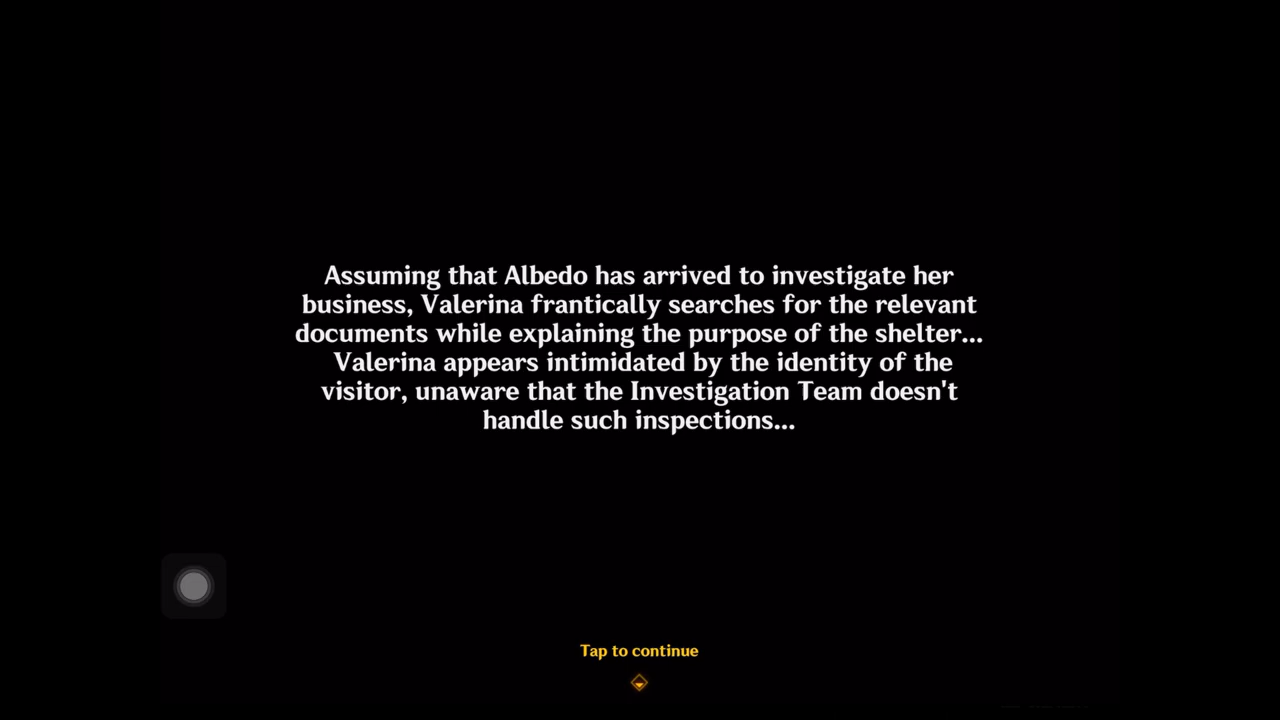 Assuming that Albedo has arrived to investigate her
business, Valerina frantically searches for the relevant
documents while explaining the purpose of the shelter...
Valerina appears intimidated by the identity of the
visitor, unaware that the Investigation Team doesn't
handle such inspections...
Tap to continue